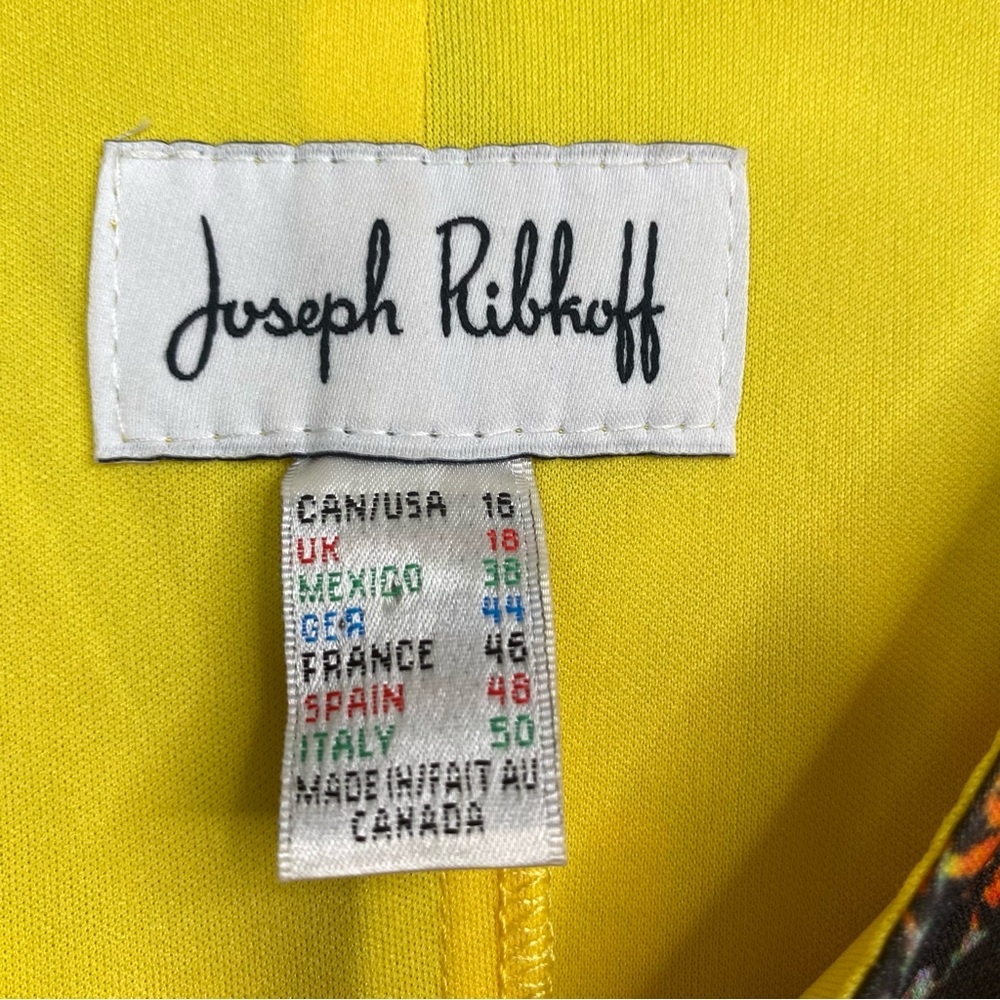 Joseph Ribkoff
CAN/USA 16
UK 18
MEXICO 38
GER 44
FRANCE 46
SPAIN 48
ITALY 50
MADE IN/FAIT AU
CANADA